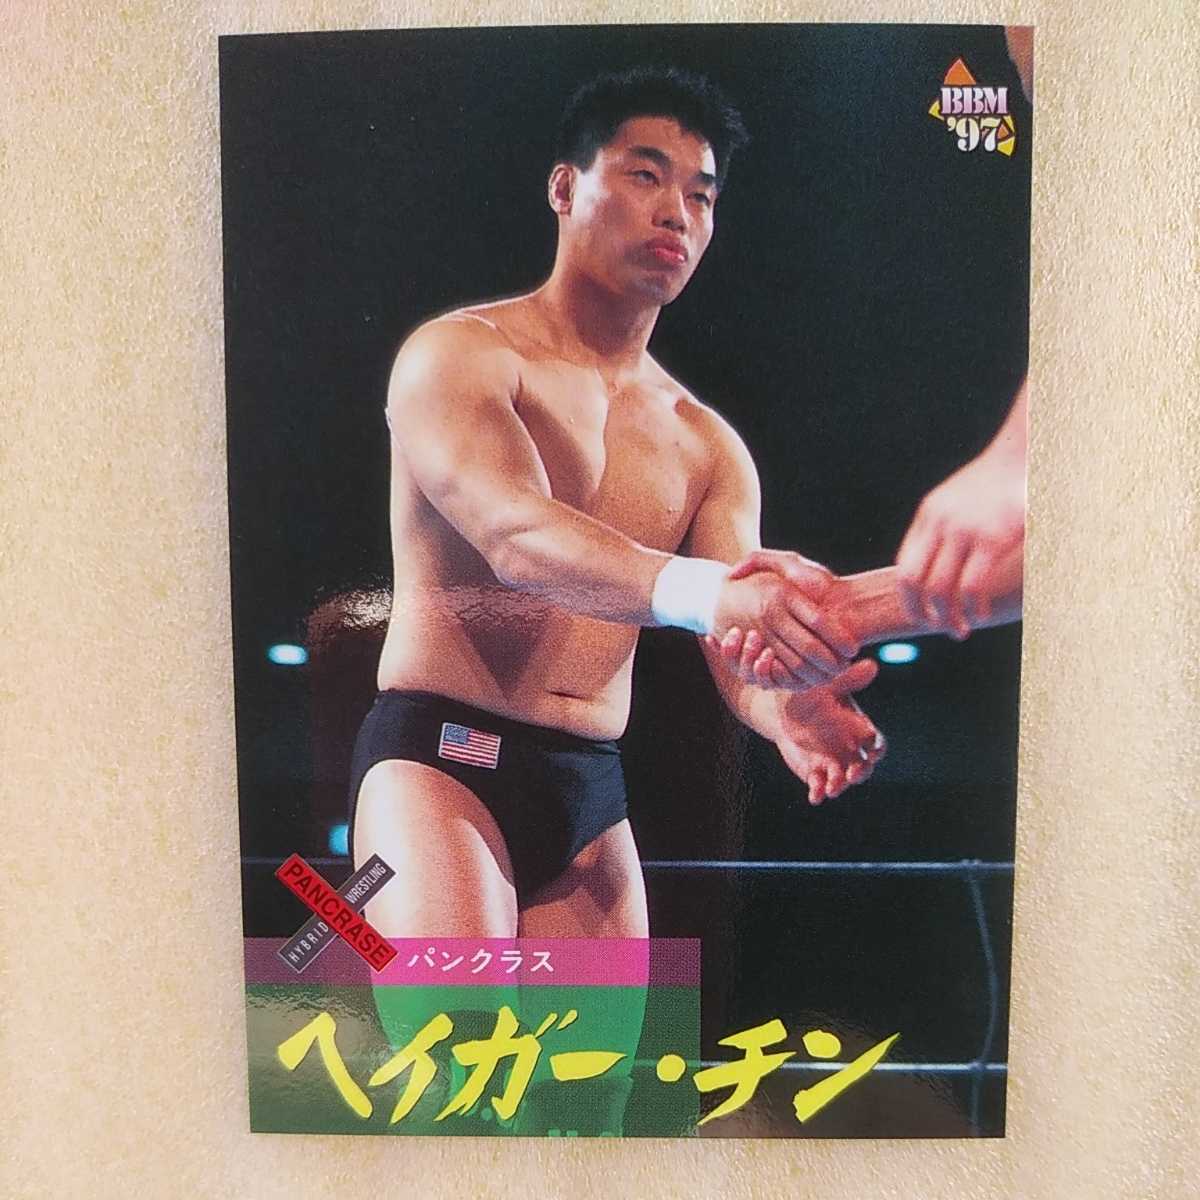 BBM
'97
PANCRASE
HYBRID WRESTLING
パンクラス
ヘイガー・チン